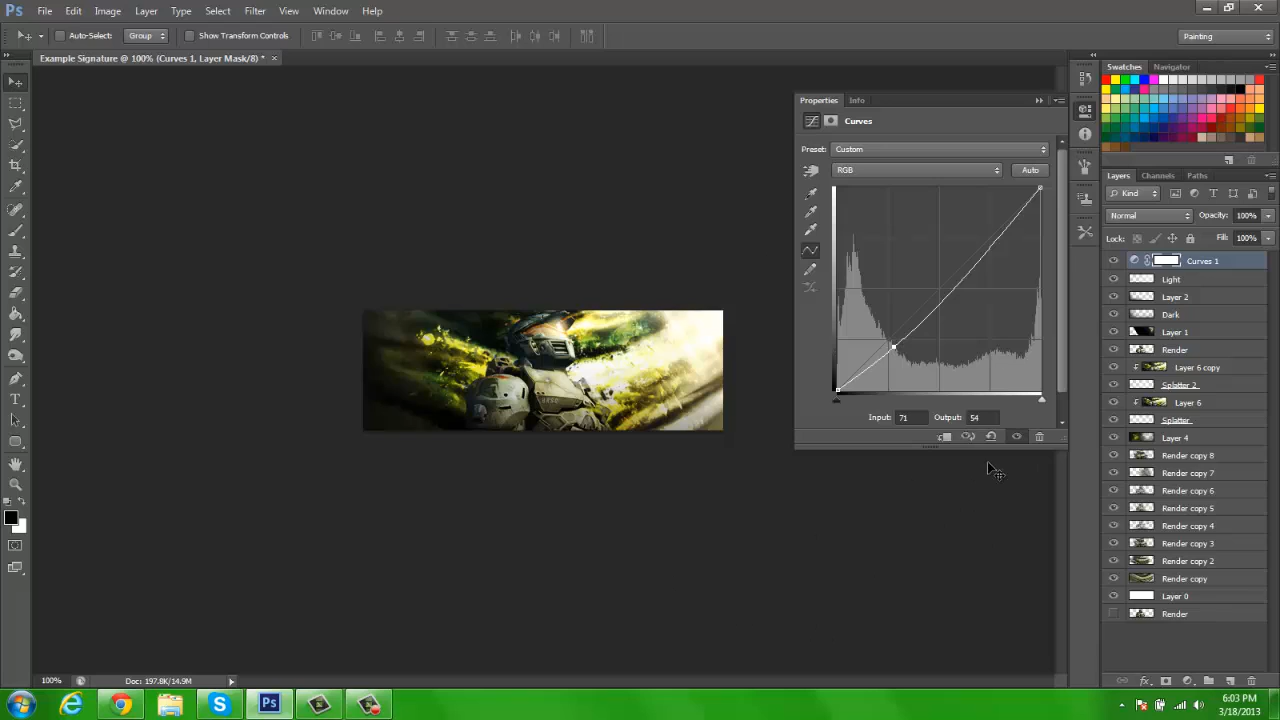 Ps File Edit Image Layer Type Select Filter View Window Help
Auto-Select: Group Show Transform Controls Painting
Example Signature @ 100% (Curves 1, Layer Mask/8) * ×
Swatches Navigator
Properties Info
Curves
Preset: Custom
RGB Auto
Input: 71 Output: 54
Layers Channels Paths
Kind
Normal Opacity: 100%
Lock: Fill: 100%
Curves 1
Light
Layer 2
Dark
Layer 1
Render
Layer 6 copy
Splatter 2
Layer 6
Splatter
Layer 4
Render copy 8
Render copy 7
Render copy 6
Render copy 5
Render copy 4
Render copy 3
Render copy 2
Render copy
Layer 0
Render
100% Doc: 197.8K/14.9M
Ps
6:03 PM
3/18/2013